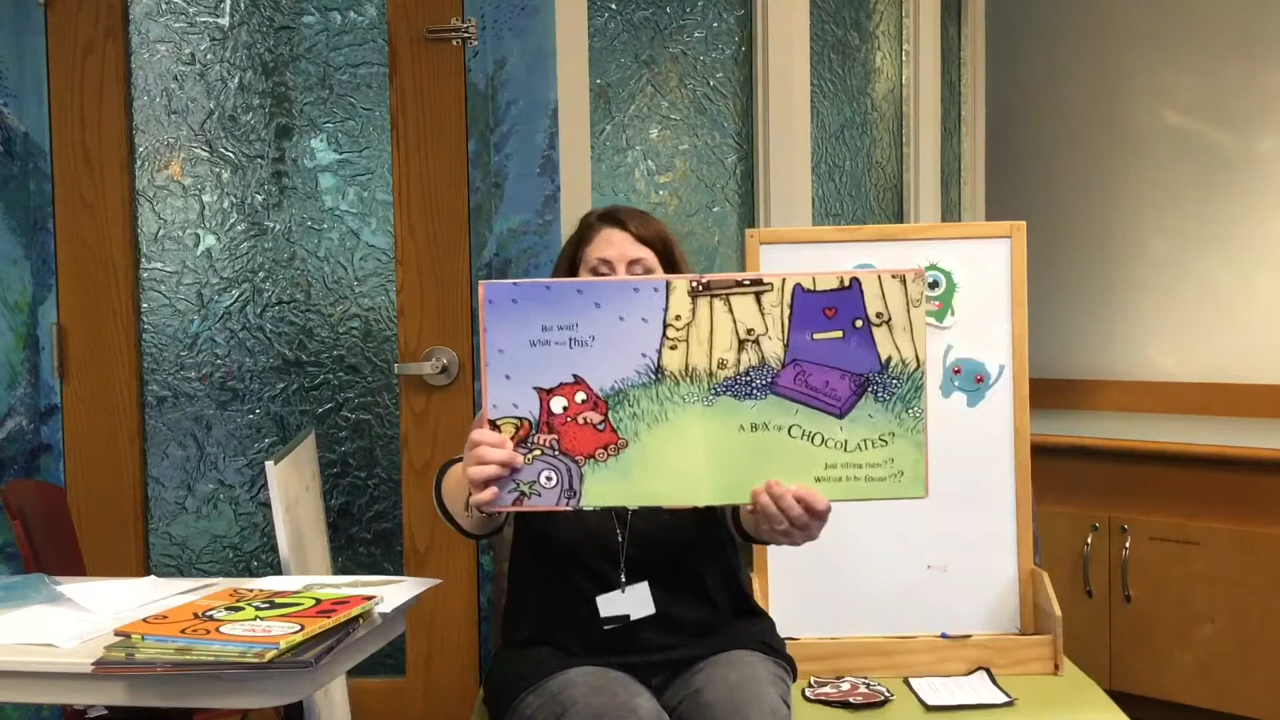 But wait!
What was this?
Chocolates
A BOX OF CHOCOLATES?
Just sitting there??
Waiting to be found??